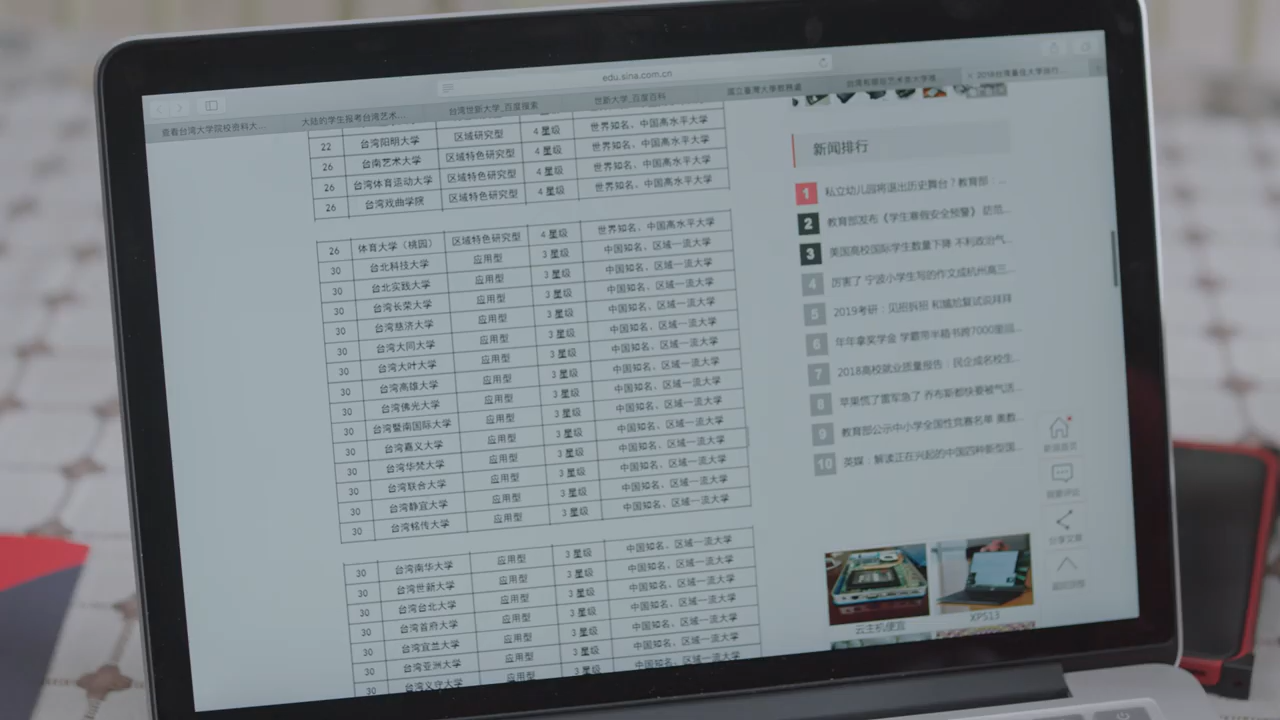 edu.sina.com.cn
查看台湾大学院校资料大...
大陆的学生报考台湾艺术...
台湾世新大学_百度搜索
世新大学_百度百科
國立臺灣大學教務處
22 台湾阳明大学 区域研究型 4星级 世界知名、中国高水平大学
26 台南艺术大学 区域特色研究型 4星级 世界知名、中国高水平大学
26 台湾体育运动大学 区域特色研究型 4星级 世界知名、中国高水平大学
26 台湾戏曲学院 区域特色研究型 4星级 世界知名、中国高水平大学
26 体育大学（桃园） 区域特色研究型 4星级 世界知名、中国高水平大学
30 台北科技大学 应用型 3星级 中国知名、区域一流大学
30 台北实践大学 应用型 3星级 中国知名、区域一流大学
30 台湾长荣大学 应用型 3星级 中国知名、区域一流大学
30 台湾慈济大学 应用型 3星级 中国知名、区域一流大学
30 台湾大同大学 应用型 3星级 中国知名、区域一流大学
30 台湾大叶大学 应用型 3星级 中国知名、区域一流大学
30 台湾高雄大学 应用型 3星级 中国知名、区域一流大学
30 台湾佛光大学 应用型 3星级 中国知名、区域一流大学
30 台湾暨南国际大学 应用型 3星级 中国知名、区域一流大学
30 台湾嘉义大学 应用型 3星级 中国知名、区域一流大学
30 台湾华梵大学 应用型 3星级 中国知名、区域一流大学
30 台湾联合大学 应用型 3星级 中国知名、区域一流大学
30 台湾静宜大学 应用型 3星级 中国知名、区域一流大学
30 台湾铭传大学 应用型 3星级 中国知名、区域一流大学
30 台湾南华大学 应用型 3星级 中国知名、区域一流大学
30 台湾世新大学 应用型 3星级 中国知名、区域一流大学
30 台湾台北大学 应用型 3星级 中国知名、区域一流大学
30 台湾首府大学 应用型 3星级 中国知名、区域一流大学
30 台湾宜兰大学 应用型 3星级 中国知名、区域一流大学
30 台湾亚洲大学 应用型 3星级 中国知名、区域一流大学
30 台湾义守大学 应用型 3星级
新闻排行
1 私立幼儿园将退出历史舞台？教育部：...
2 教育部发布《学生寒假安全预警》 防范...
3 美国高校国际学生数量下降 不利政治气...
4 厉害了 宁波小学生写的作文成杭州高三...
5 2019考研：见招拆招 和尴尬复试说拜拜
6 年年拿奖学金 学霸带半箱书跨7000里回...
7 2018高校就业质量报告：民企成名校生...
8 苹果慌了雷军急了 乔布斯都快要被气活...
9 教育部公示中小学全国性竞赛名单 奥数...
10 英媒：解读正在兴起的中国四种新型国...
分享文章
云主机便宜
XPS13